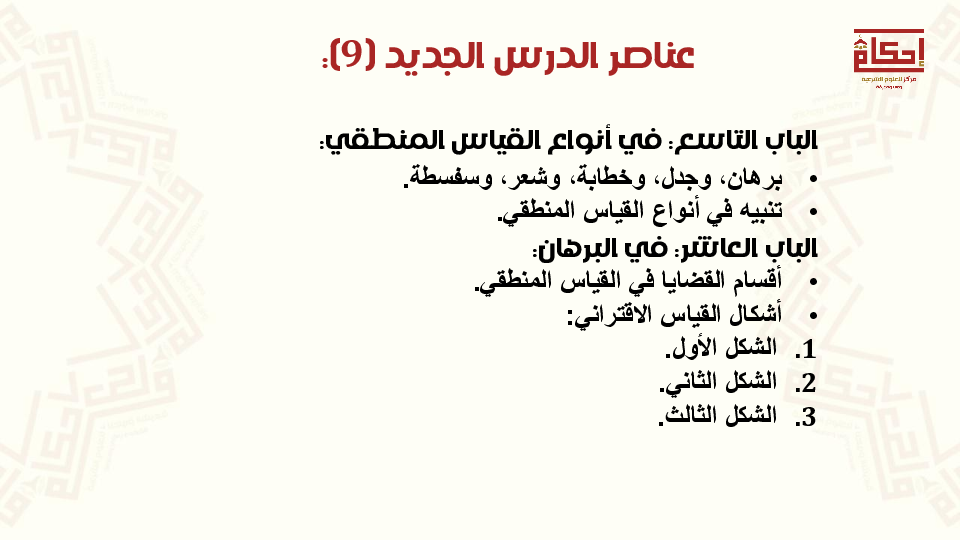 إحكام
مركز للعلوم الشرعية
عناصر الدرس الجديد (9):
الباب التاسع: في أنواع القياس المنطقي:
• برهان، وجدل، وخطابة، وشعر، وسفسطة.
• تنبيه في أنواع القياس المنطقي.
الباب العاشر: في البرهان:
• أقسام القضايا في القياس المنطقي.
• أشكال القياس الاقتراني:
1. الشكل الأول.
2. الشكل الثاني.
3. الشكل الثالث.